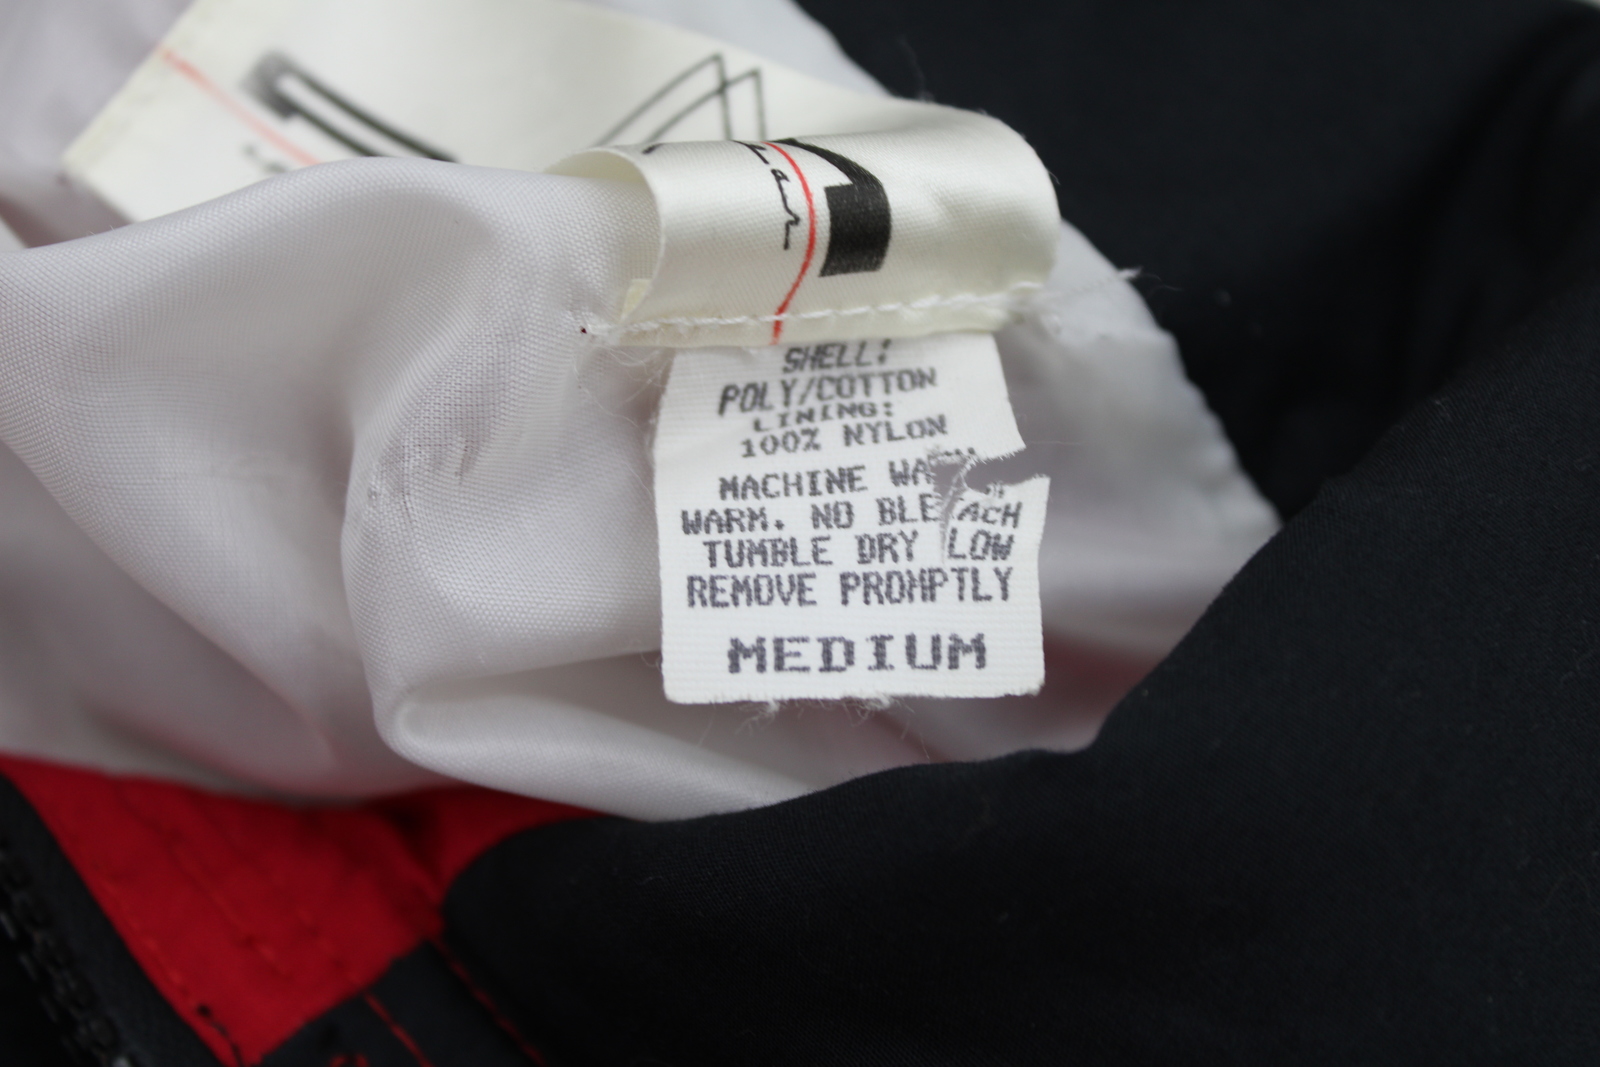 SHELL:
POLY/COTTON
LINING:
100% NYLON
MACHINE WA
WARM. NO BLEACH
TUMBLE DRY LOW
REMOVE PROMPTLY
MEDIUM